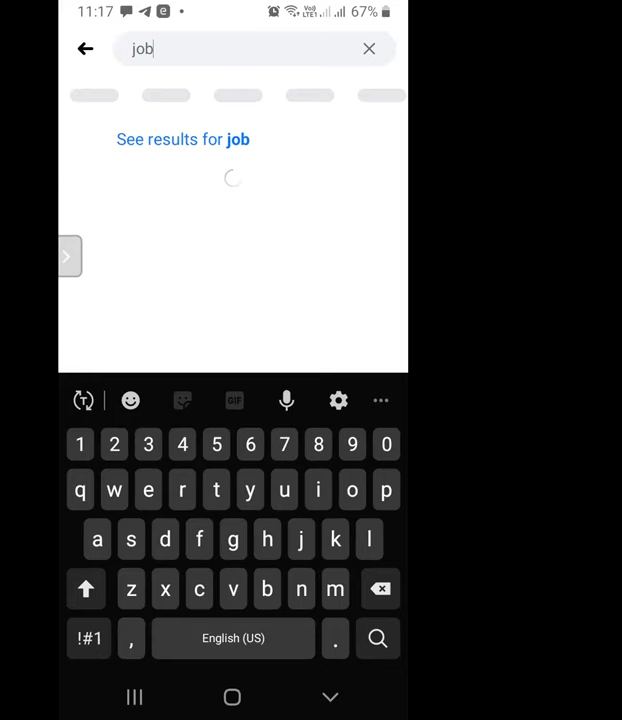 11:17 67%
job
See results for job
GIF
1 2 3 4 5 6 7 8 9 0
q w e r t y u i o p
a s d f g h j k l
z x c v b n m
!#1 , English (US) .